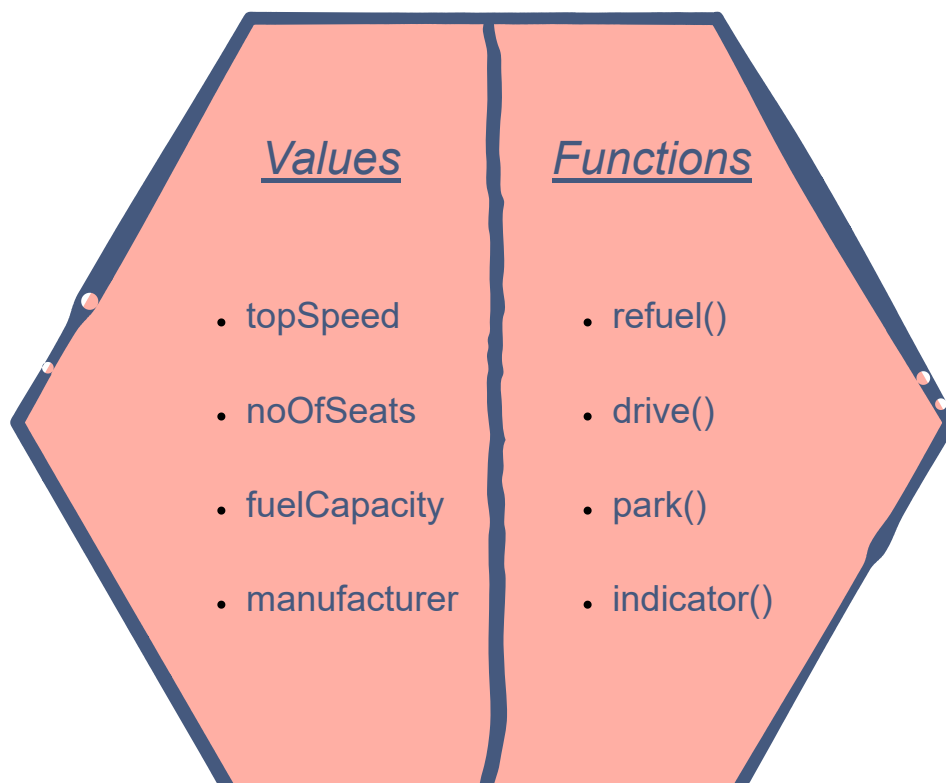 Values
topSpeed
noOfSeats
fuelCapacity
manufacturer
Functions
refuel()
drive()
park()
indicator()